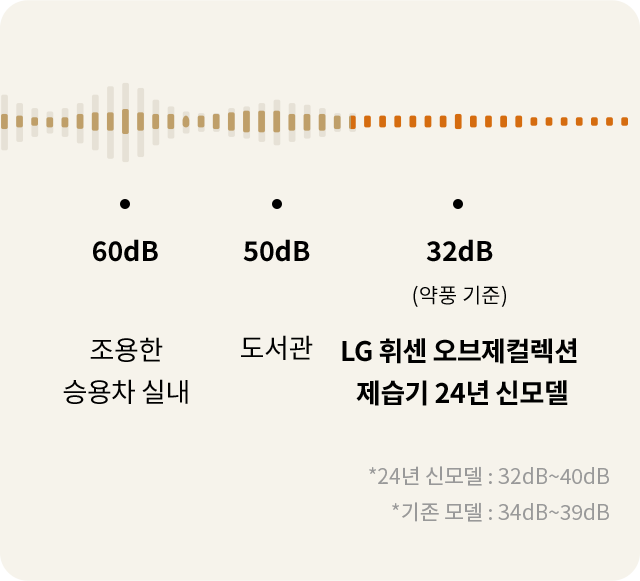 60dB
50dB
32dB
(약풍 기준)
조용한
승용차 실내
도서관
LG 휘센 오브제컬렉션
제습기 24년 신모델
*24년 신모델 : 32dB~40dB
*기존 모델 : 34dB~39dB